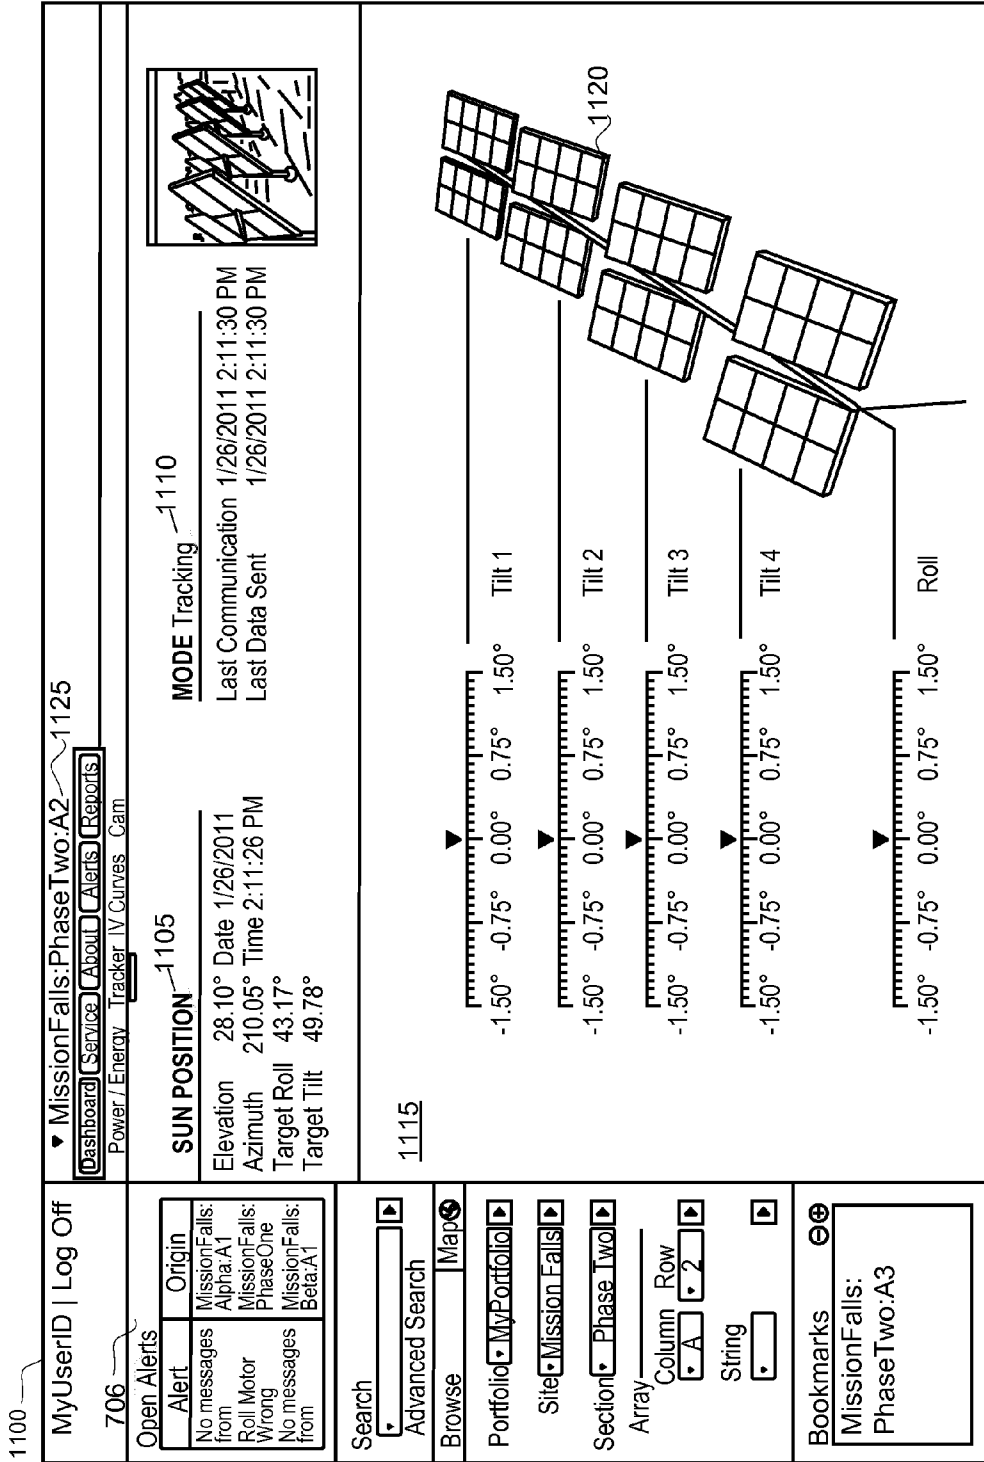 1100
MyUserID | Log Off
706
Open Alerts
Alert Origin
No messages from MissionFalls: Alpha:A1
Roll Motor Wrong MissionFalls: PhaseOne
No messages from MissionFalls: Beta:A1
Search
Advanced Search
Browse Maps
Portfolio MyPortfolio
Site Mission Falls
Section Phase Two
Array
Column Row
A 2
String
Bookmarks
MissionFalls:
PhaseTwo:A3
MissionFalls:PhaseTwo:A2 1125
Dashboard Service About Alerts Reports
Power / Energy Tracker IV Curves Cam
SUN POSITION 1105
Elevation 28.10° Date 1/26/2011
Azimuth 210.05° Time 2:11:26 PM
Target Roll 43.17°
Target Tilt 49.78°
MODE Tracking 1110
Last Communication 1/26/2011 2:11:30 PM
Last Data Sent 1/26/2011 2:11:30 PM
1115
-1.50° -0.75° 0.00° 0.75° 1.50° Tilt 1
-1.50° -0.75° 0.00° 0.75° 1.50° Tilt 2
-1.50° -0.75° 0.00° 0.75° 1.50° Tilt 3
-1.50° -0.75° 0.00° 0.75° 1.50° Tilt 4
-1.50° -0.75° 0.00° 0.75° 1.50° Roll
1120